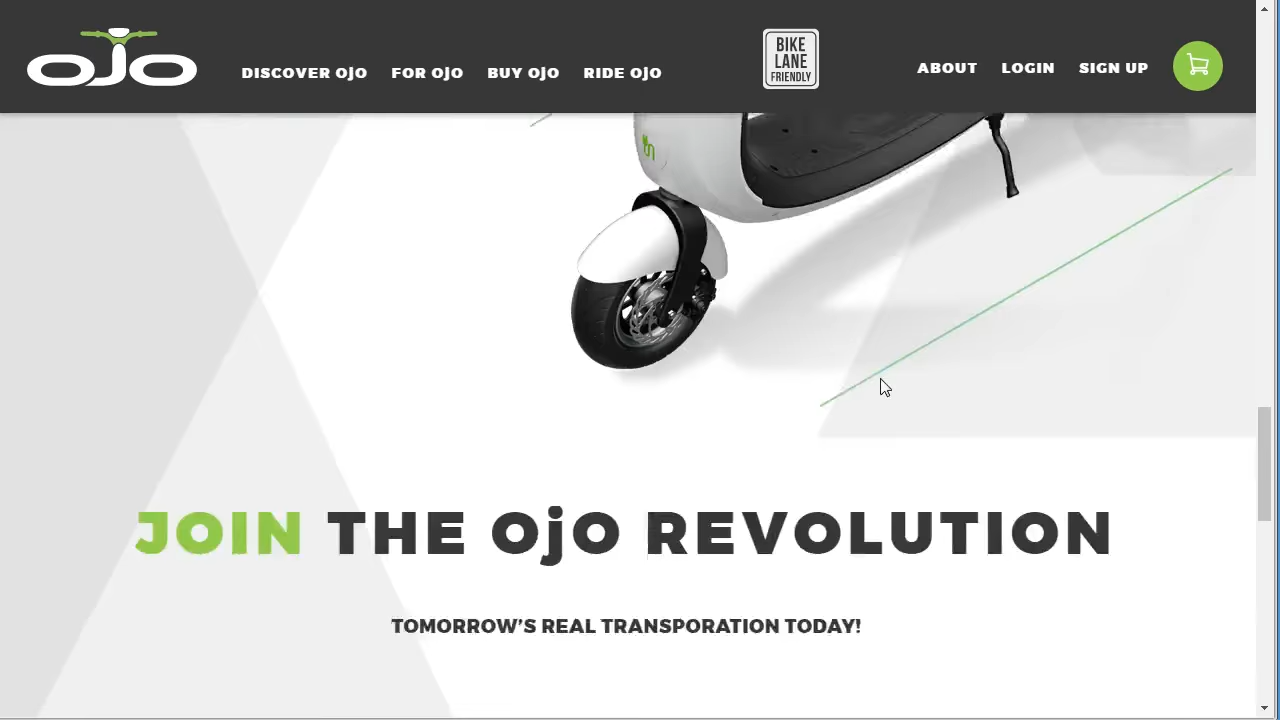 ojo
DISCOVER OjO
FOR OjO
BUY OjO
RIDE OjO
BIKE
LANE
FRIENDLY
ABOUT
LOGIN
SIGN UP
JOIN THE OjO REVOLUTION
TOMORROW'S REAL TRANSPORATION TODAY!